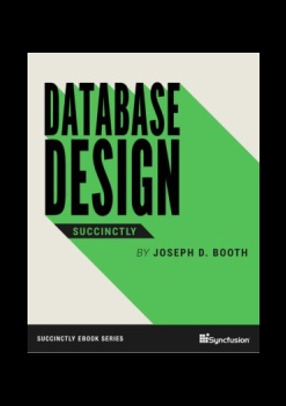 DATABASE
DESIGN
SUCCINCTLY
BY JOSEPH D. BOOTH
SUCCINCTLY EBOOK SERIES
Syncfusion